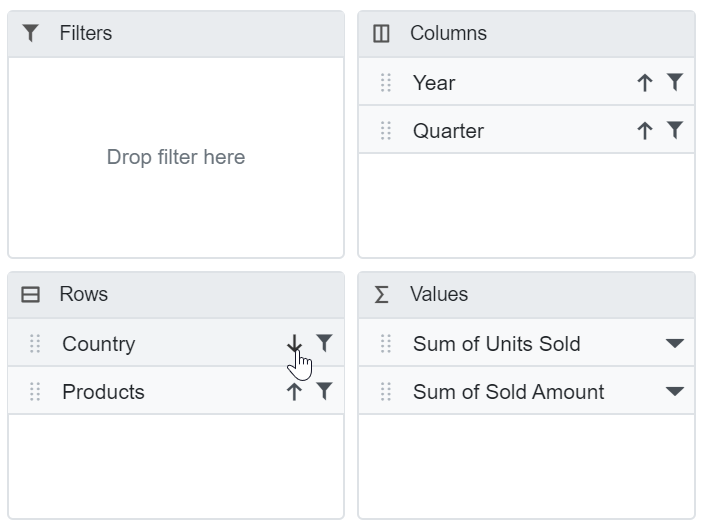 Filters
Drop filter here
Columns
Year
Quarter
Rows
Country
Products
Values
Sum of Units Sold
Sum of Sold Amount